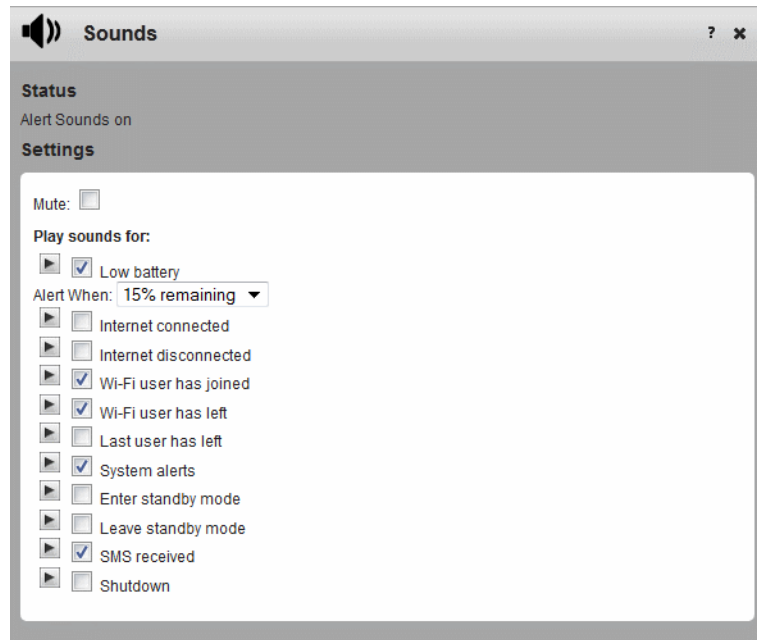 Sounds ? ✖
Status
Alert Sounds on
Settings
Mute:
Play sounds for:
Low battery
Alert When: 15% remaining
Internet connected
Internet disconnected
Wi-Fi user has joined
Wi-Fi user has left
Last user has left
System alerts
Enter standby mode
Leave standby mode
SMS received
Shutdown